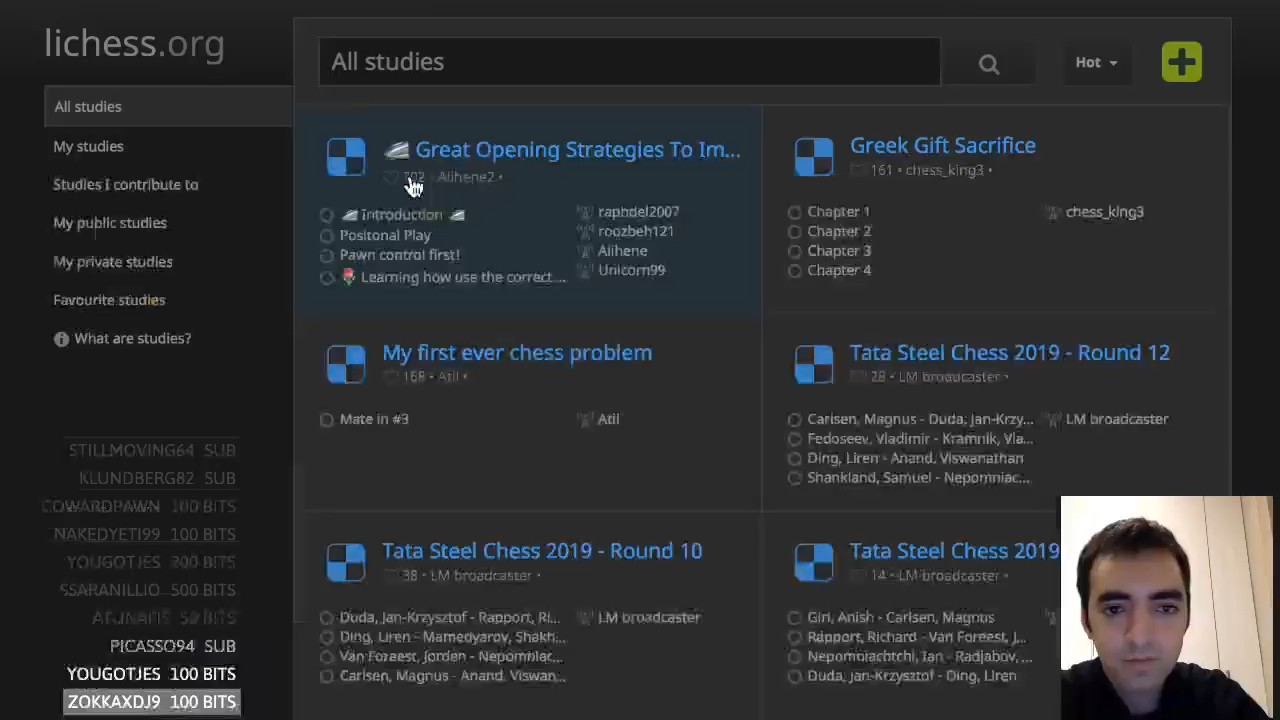 lichess.org
All studies
Hot
All studies
My studies
Studies I contribute to
My public studies
My private studies
Favourite studies
What are studies?
Great Opening Strategies To Im...
Alihene2 •
Introduction
Positonal Play
Pawn control first!
Learning how use the correct ...
raphdel2007
roozbeh121
Alihene
Unicorn99
Greek Gift Sacrifice
161 • chess_king3 •
Chapter 1
Chapter 2
Chapter 3
Chapter 4
chess_king3
My first ever chess problem
168 • Atil •
Mate in #3
Atil
Tata Steel Chess 2019 - Round 12
28 • LM broadcaster •
Carlsen, Magnus - Duda, Jan-Krzy...
Fedoseev, Vladimir - Kramnik, Vla...
Ding, Liren - Anand, Viswanathan
Shankland, Samuel - Nepomniac...
LM broadcaster
Tata Steel Chess 2019 - Round 10
38 • LM broadcaster •
Duda, Jan-Krzysztof - Rapport, Ri...
Ding, Liren - Mamedyarov, Shakh...
Van Foreest, Jorden - Nepomniac...
Carlsen, Magnus - Anand, Viswan...
LM broadcaster
Tata Steel Chess 2019
14 • LM broadcaster •
Giri, Anish - Carlsen, Magnus
Rapport, Richard - Van Foreest, J...
Nepomniachtchi, Ian - Radjabov, ...
Duda, Jan-Krzysztof - Ding, Liren
STILLMOVING64 SUB
KLUNDBERG82 SUB
COWARDPAWN 100 BITS
NAKEDYETI99 100 BITS
YOUGOTJES 200 BITS
SSARANILLIO 500 BITS
50 BITS
PICASSO94 SUB
YOUGOTJES 100 BITS
ZOKKAXDJ9 100 BITS